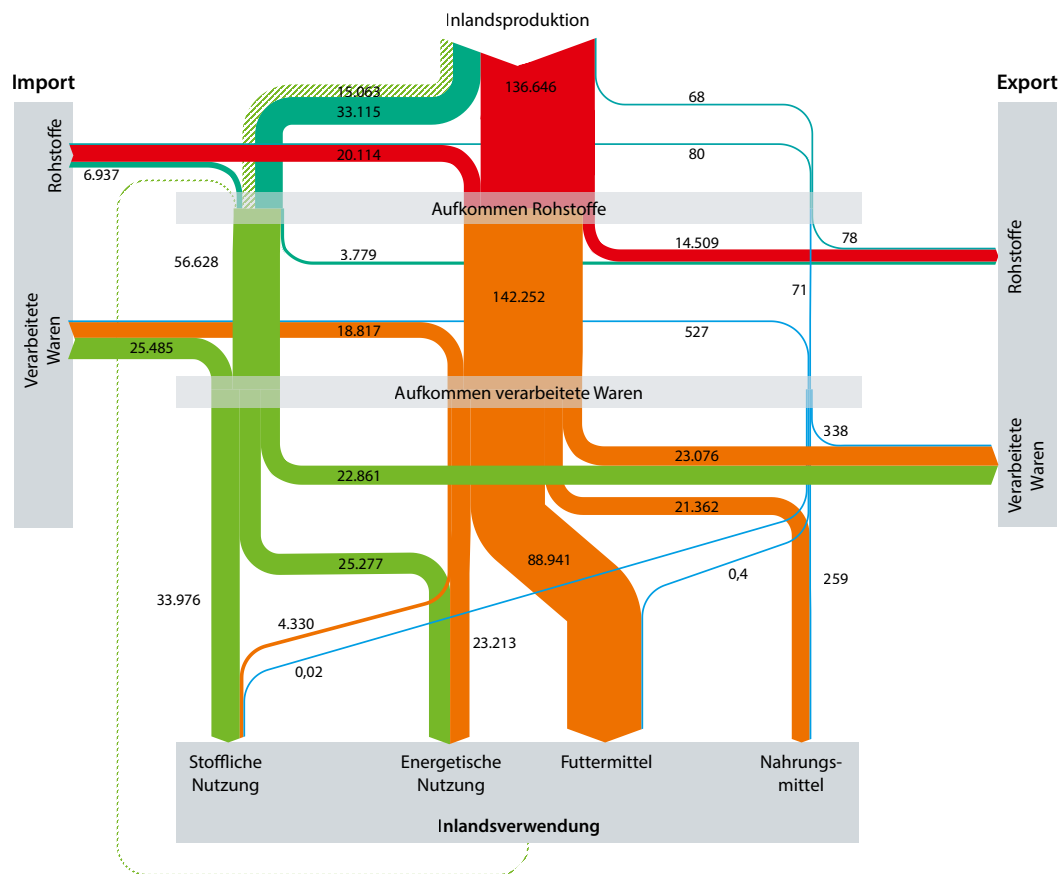 Inlandsproduktion
Import
Export
15.063
33.115
136.646
68
Rohstoffe
20.114
80
6.937
Aufkommen Rohstoffe
56.628
3.779
14.509
78
Rohstoffe
142.252
71
Verarbeitete
Waren
18.817
527
25.485
Aufkommen verarbeitete Waren
338
23.076
22.861
Verarbeitete
Waren
21.362
25.277
88.941
0,4
259
33.976
4.330
23.213
0,02
Stoffliche
Nutzung
Energetische
Nutzung
Futtermittel
Nahrungs-
mittel
Inlandsverwendung